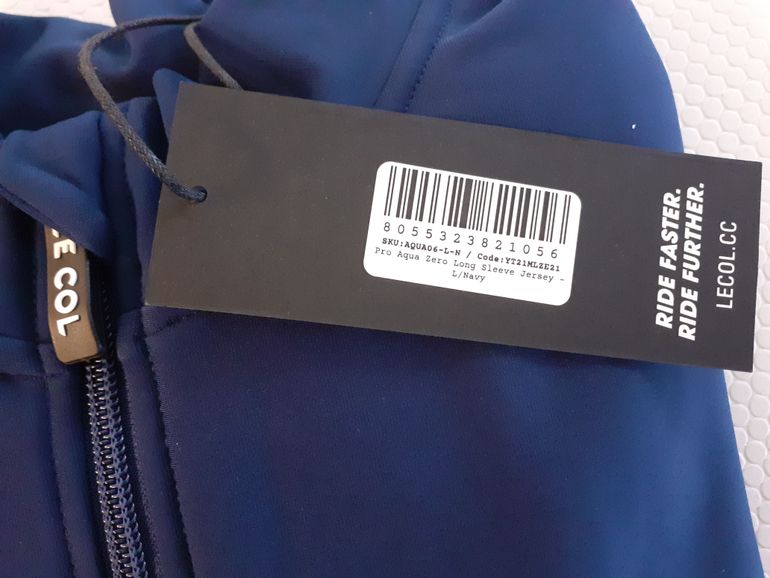 8055323821056
SKU:AQUA06-L-N / Code:YT21MLZE21
Pro Aqua Zero Long Sleeve Jersey -
L/Navy
RIDE FASTER.
RIDE FURTHER.
LECOL.CC
LE COL